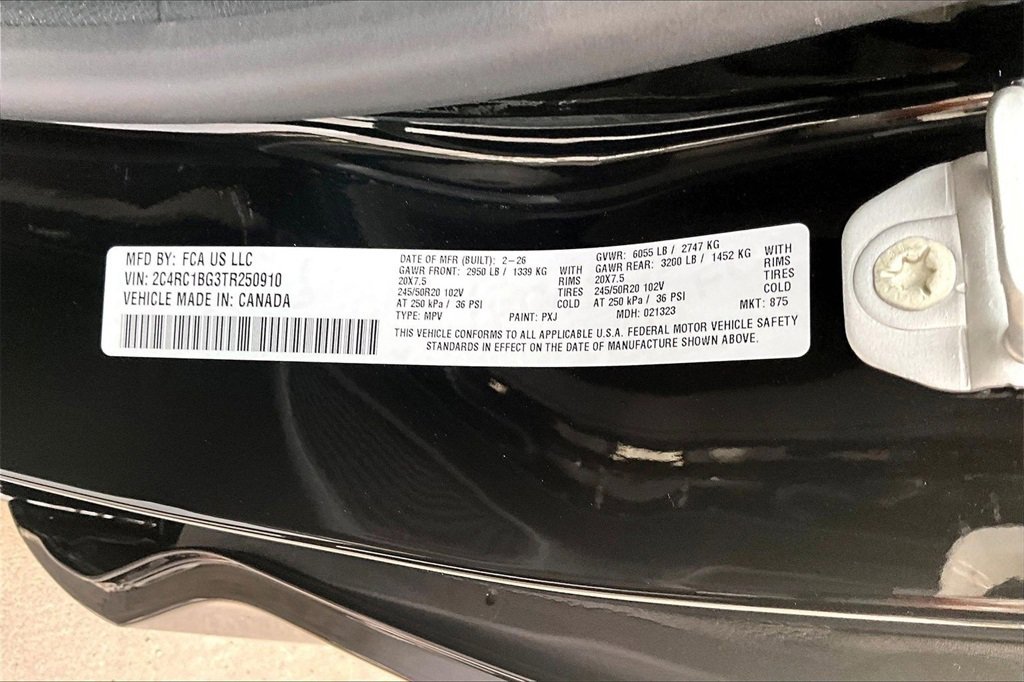 MFD BY: FCA US LLC
VIN: 2C4RC1BG3TR250910
VEHICLE MADE IN: CANADA
DATE OF MFR (BUILT): 2-26
GAWR FRONT: 2950 LB / 1339 KG WITH
20X7.5 RIMS
245/50R20 102V TIRES
AT 250 kPa / 36 PSI COLD
TYPE: MPV PAINT: PXJ
GVWR: 6055 LB / 2747 KG
GAWR REAR: 3200 LB / 1452 KG WITH
20X7.5 RIMS
245/50R20 102V TIRES
AT 250 kPa / 36 PSI COLD
MDH: 021323 MKT: 875
THIS VEHICLE CONFORMS TO ALL APPLICABLE U.S.A. FEDERAL MOTOR VEHICLE SAFETY
STANDARDS IN EFFECT ON THE DATE OF MANUFACTURE SHOWN ABOVE.